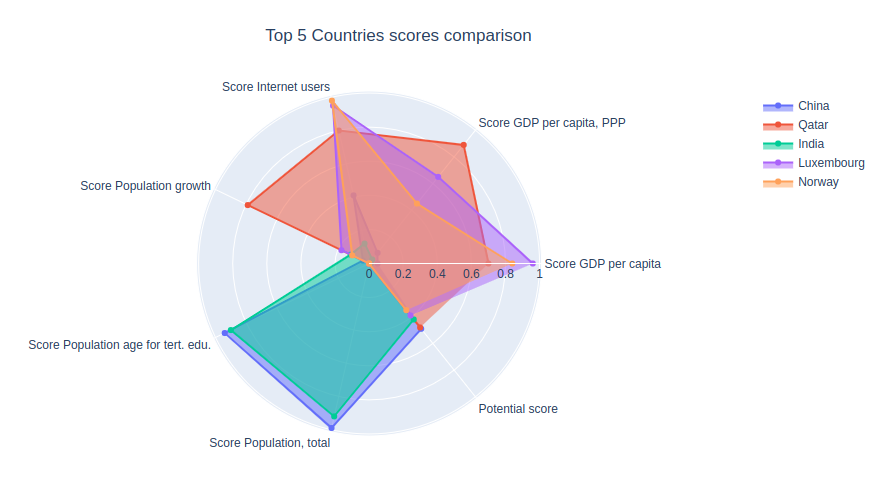 Top 5 Countries scores comparison
Score Internet users
Score GDP per capita, PPP
Score Population growth
Score GDP per capita
0 0.2 0.4 0.6 0.8 1
Score Population age for tert. edu.
Potential score
Score Population, total
China
Qatar
India
Luxembourg
Norway